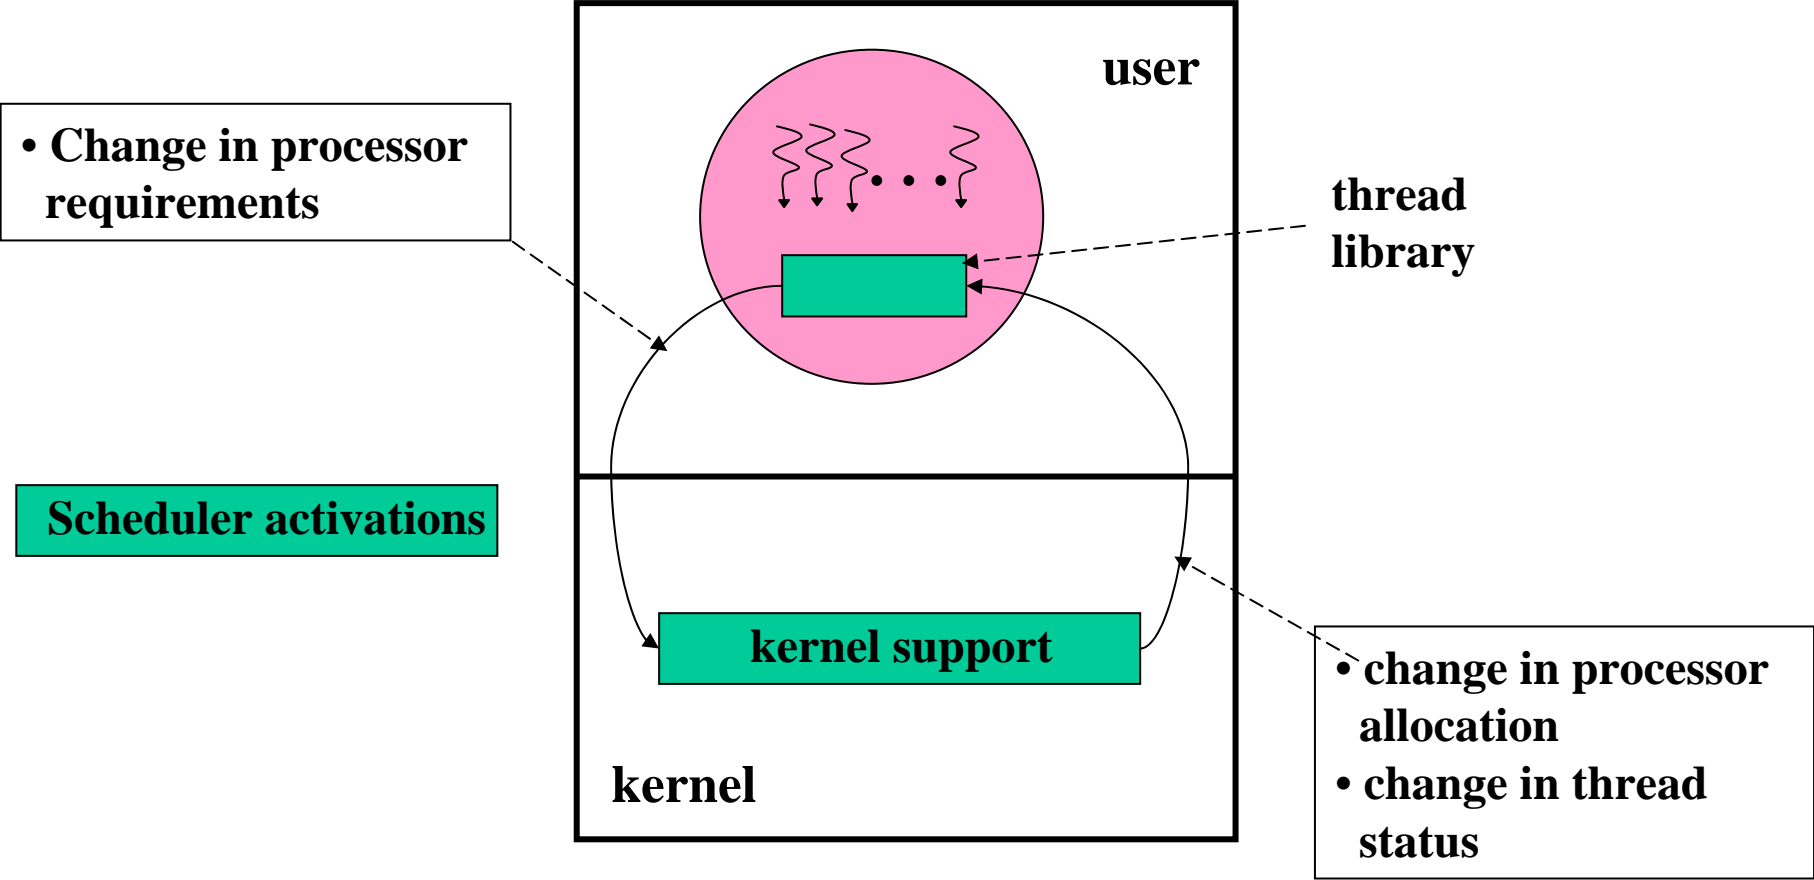 user
• Change in processor
requirements
thread
library
Scheduler activations
kernel support
kernel
• change in processor
allocation
• change in thread
status